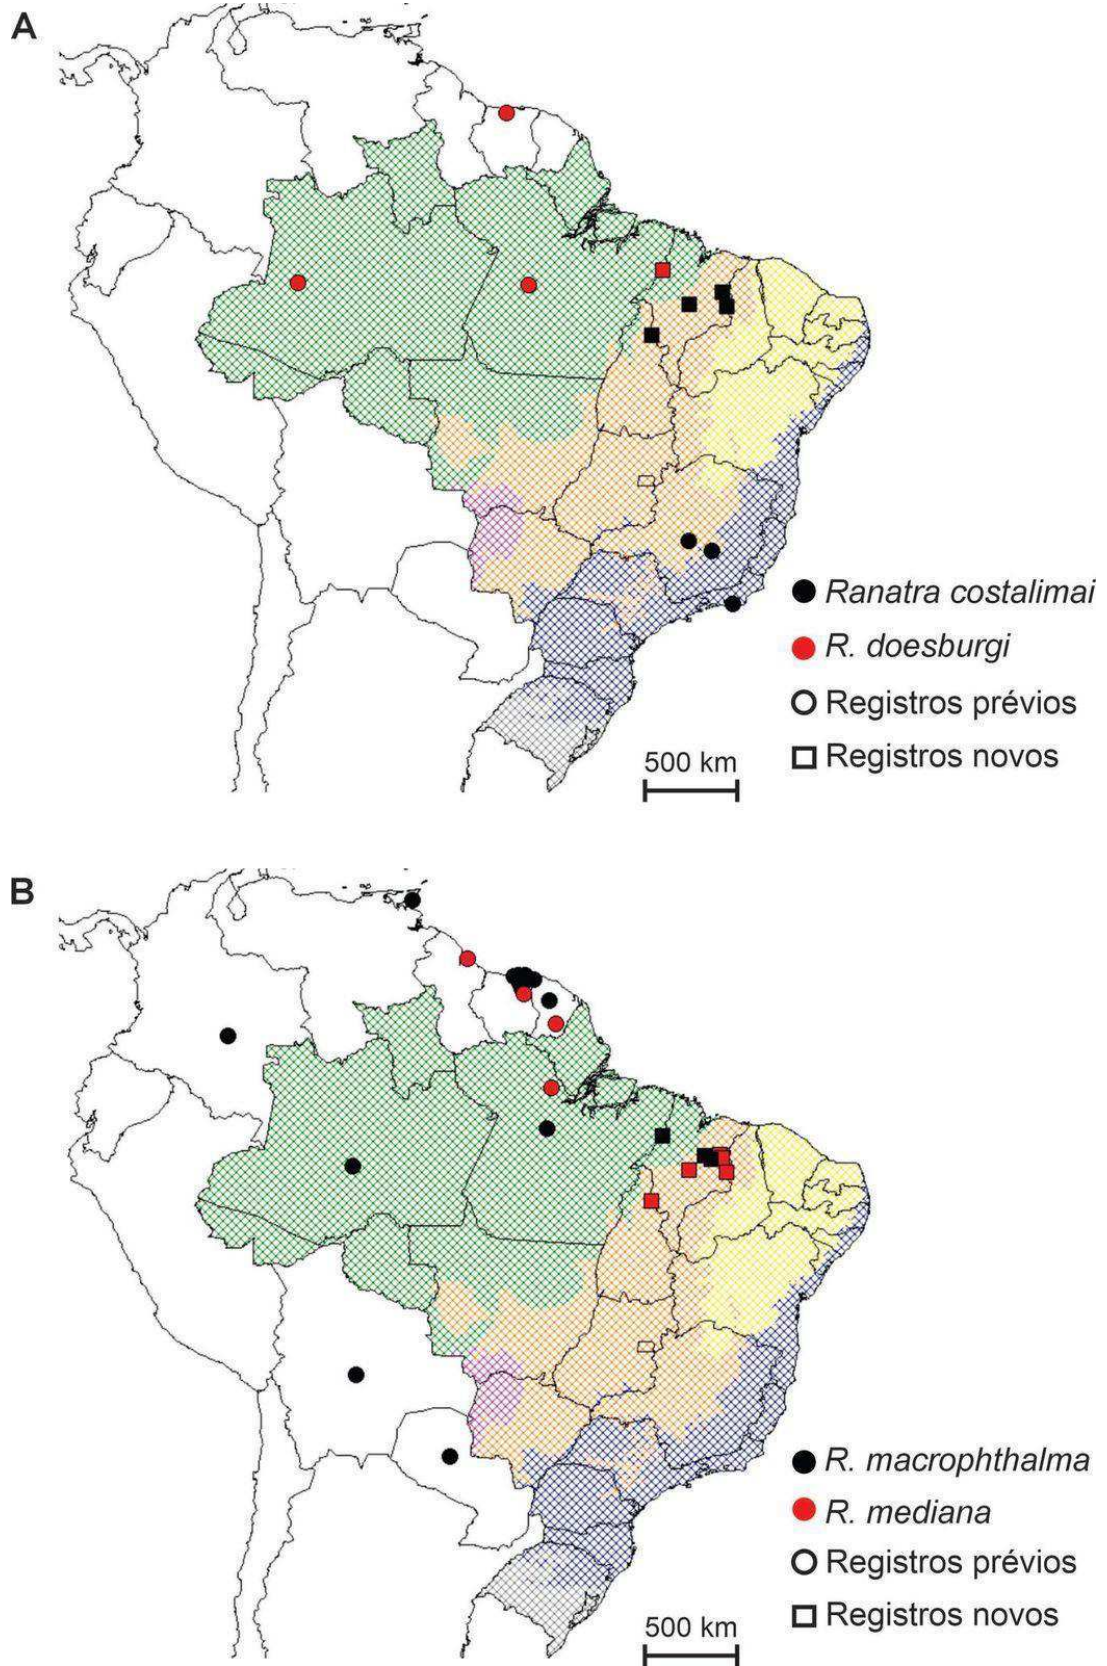 A
Ranatra costalimai
R. doesburgi
Registros prévios
Registros novos
500 km
B
R. macrophthalma
R. mediana
Registros prévios
Registros novos
500 km